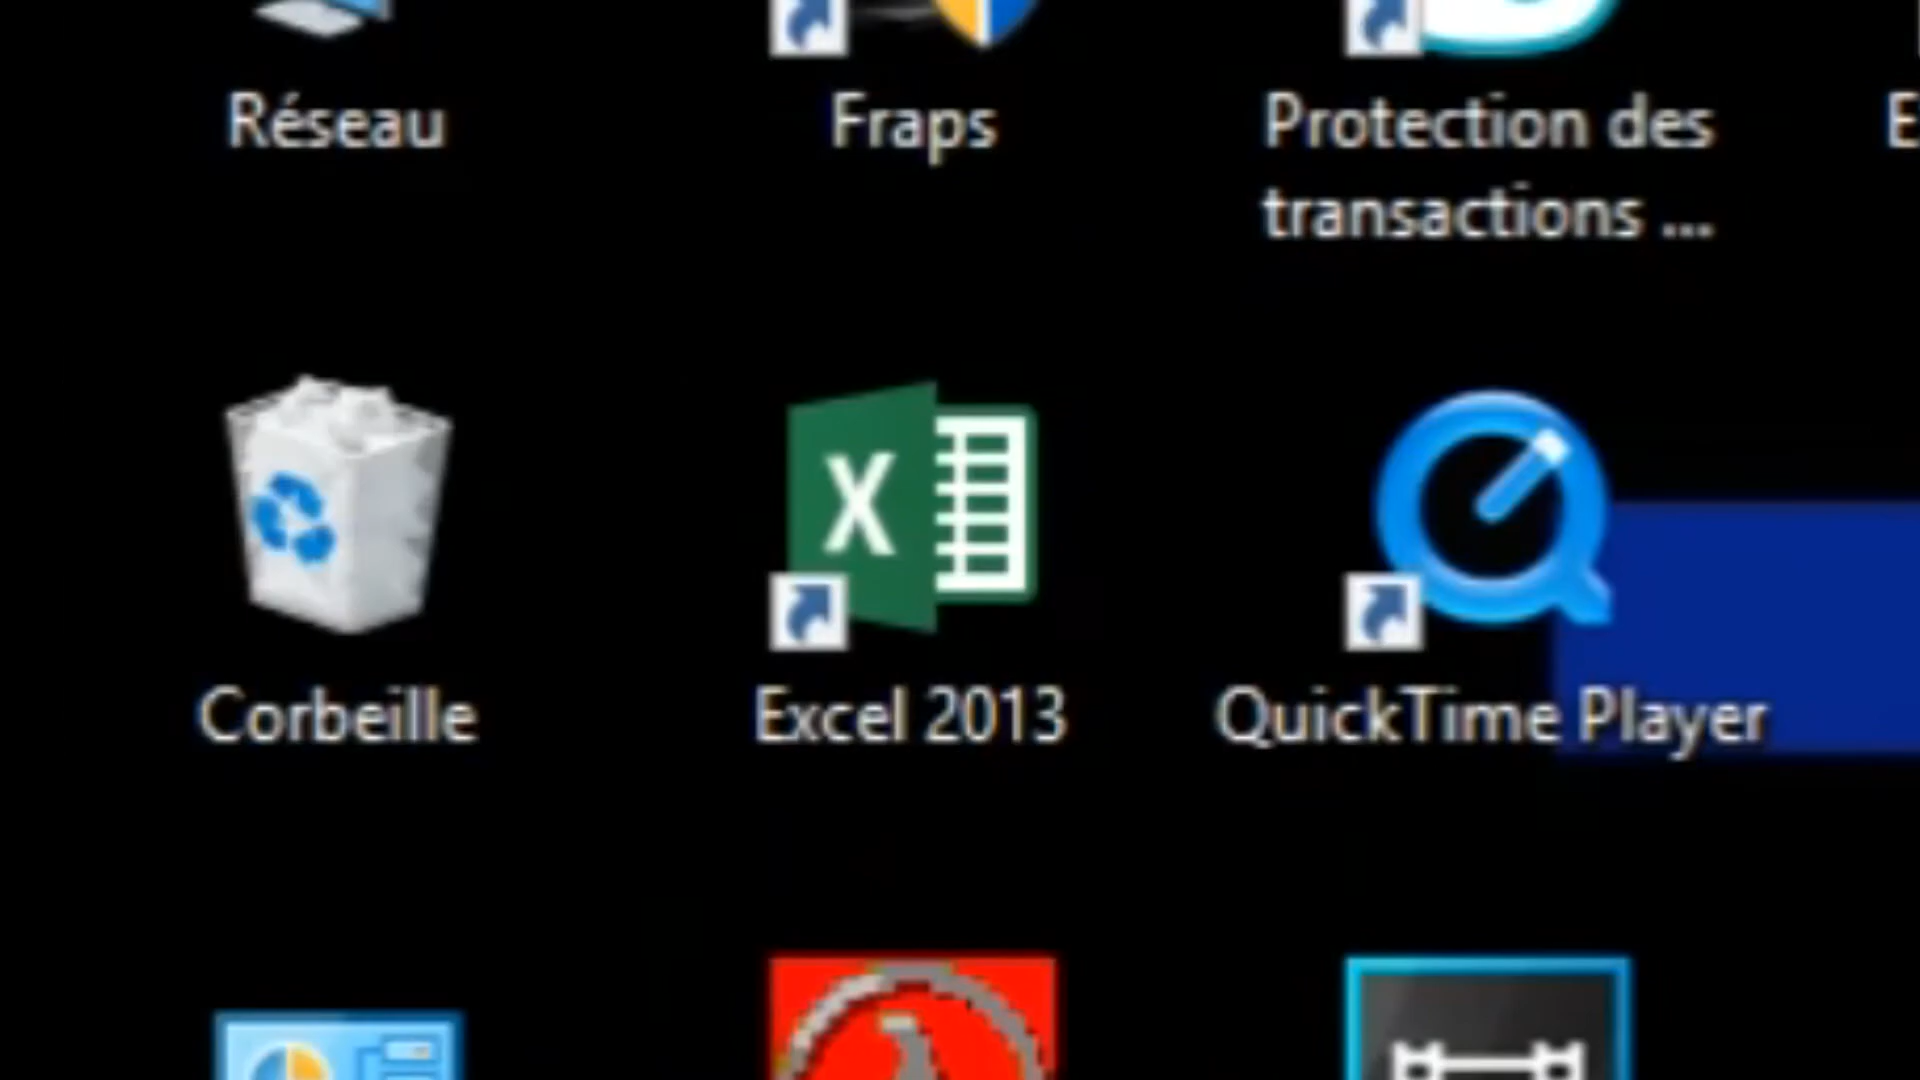 Réseau
Fraps
Protection des
transactions ...
E
X
Corbeille
Excel 2013
QuickTime Player